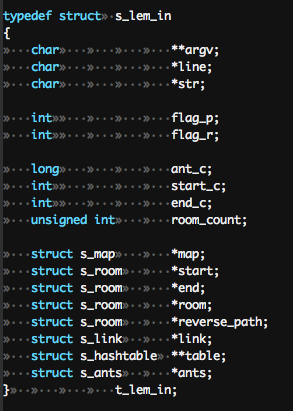 typedef struct s_lem_in
{
char **argv;
char *line;
char *str;
int flag_p;
int flag_r;
long ant_c;
int start_c;
int end_c;
unsigned int room_count;
struct s_map *map;
struct s_room *start;
struct s_room *end;
struct s_room *room;
struct s_room *reverse_path;
struct s_link *link;
struct s_hashtable **table;
struct s_ants *ants;
} t_lem_in;